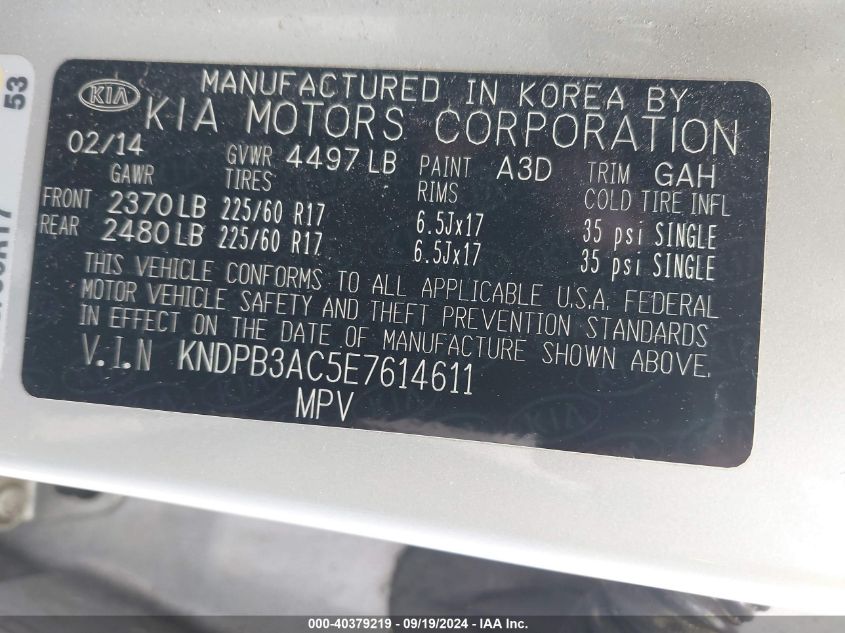 53
KIA
MANUFACTURED IN KOREA BY
KIA MOTORS CORPORATION
02/14 GVWR 4497 LB PAINT A3D TRIM GAH
GAWR TIRES RIMS COLD TIRE INFL
FRONT 2370 LB 225/60 R17 6.5Jx17 35 psi SINGLE
REAR 2480 LB 225/60 R17 6.5Jx17 35 psi SINGLE
THIS VEHICLE CONFORMS TO ALL APPLICABLE U.S.A. FEDERAL
MOTOR VEHICLE SAFETY AND THEFT PREVENTION STANDARDS
IN EFFECT ON THE DATE OF MANUFACTURE SHOWN ABOVE.
V.I.N KNDPB3AC5E7614611
MPV
000-40379219 - 09/19/2024 - IAA Inc.